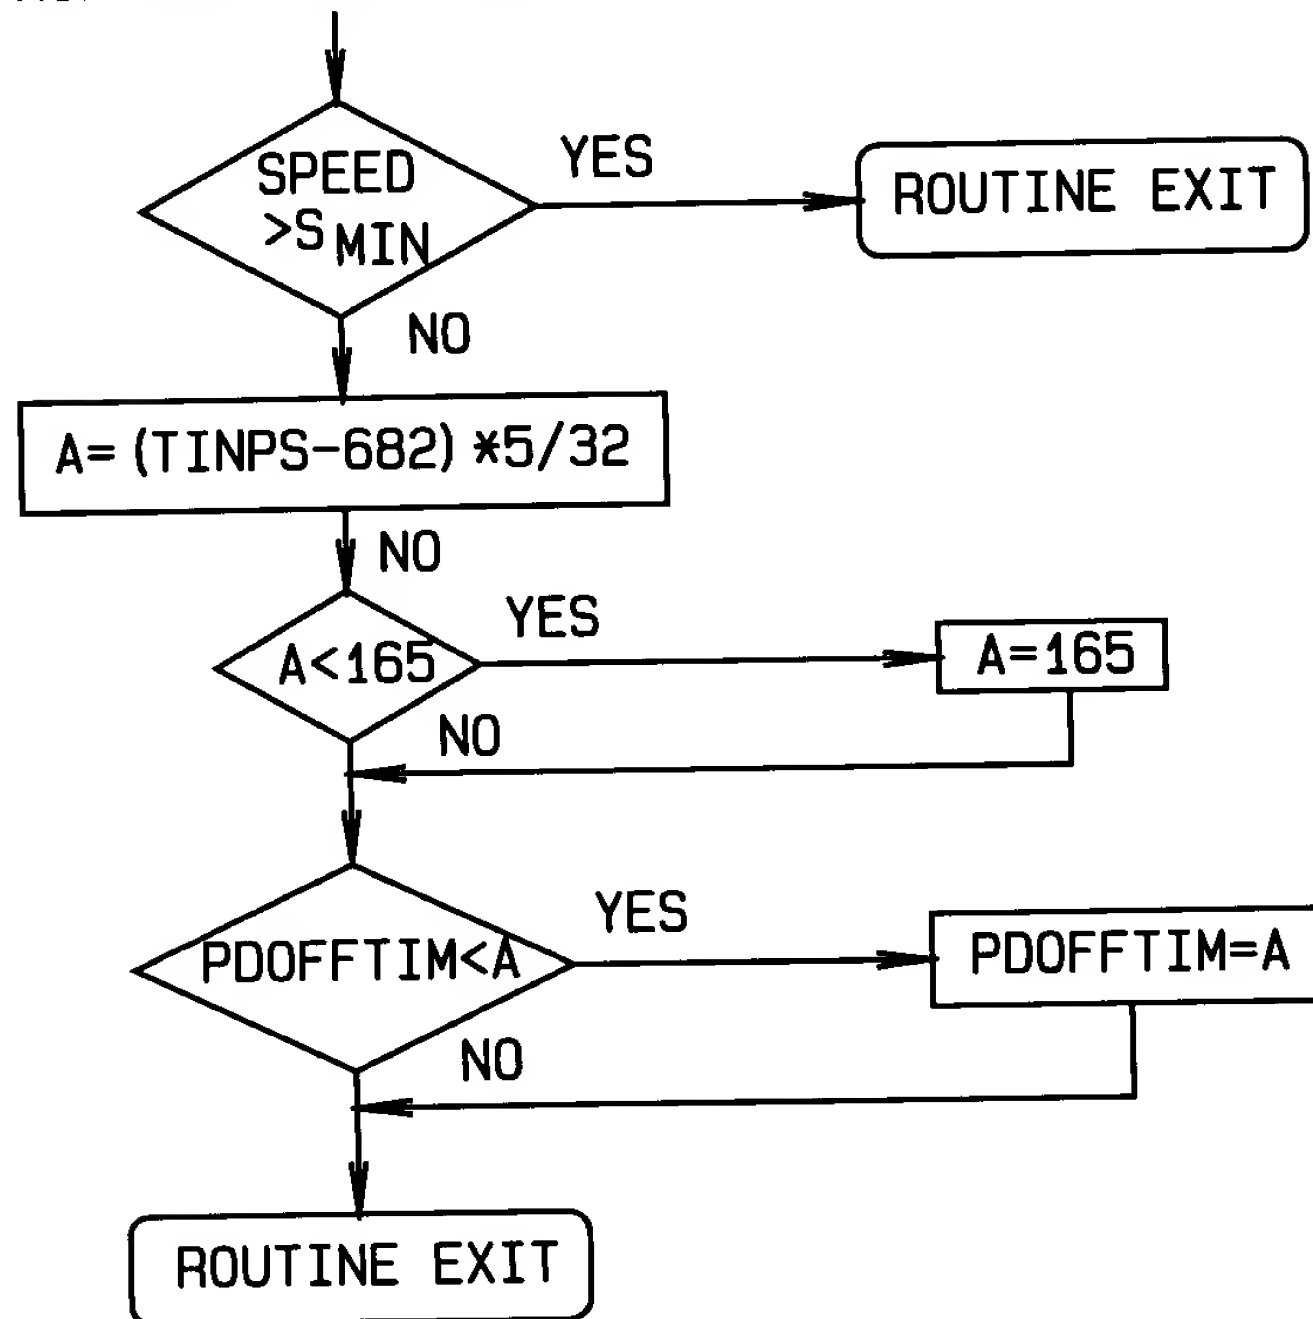 SPEED
>SMIN
YES
ROUTINE EXIT
NO
A=(TINPS-682)*5/32
NO
A<165
YES
A=165
NO
PDOFFTIM<A
YES
PDOFFTIM=A
NO
ROUTINE EXIT